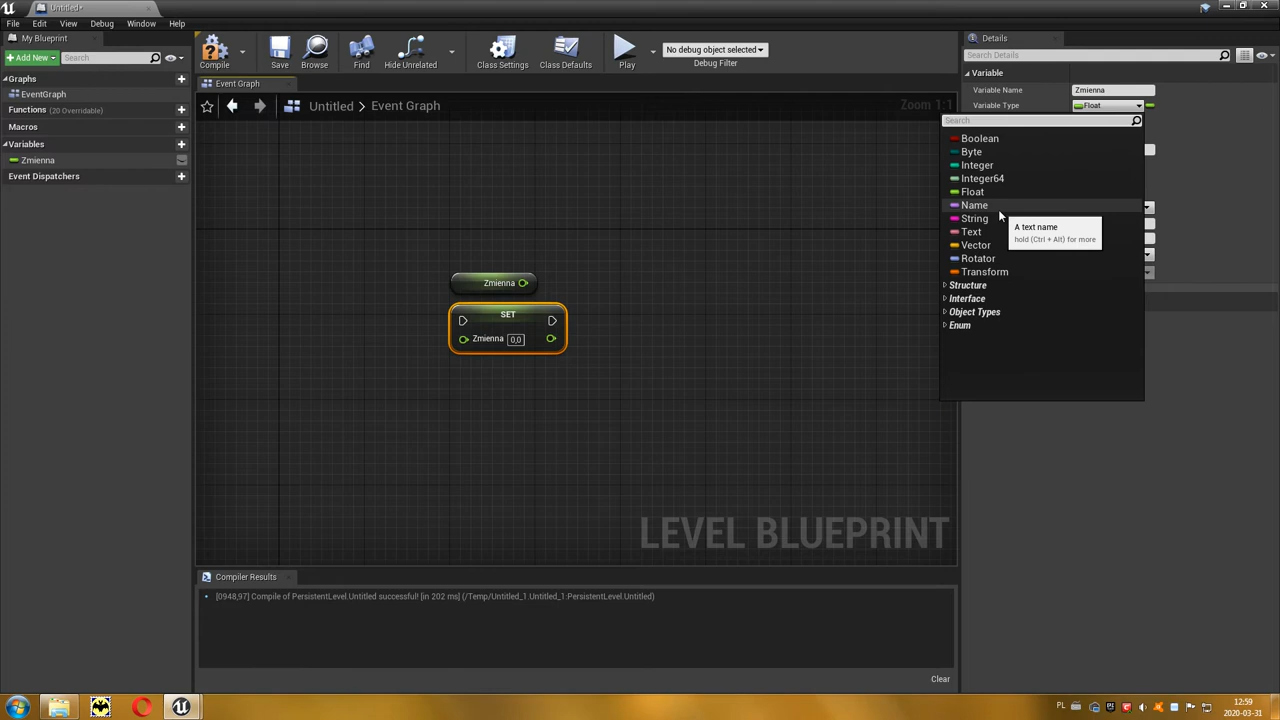 Untitled*
File Edit View Debug Window Help
My Blueprint
Add New
Search
Graphs
EventGraph
Functions (20 Overridable)
Macros
Variables
Zmienna
Event Dispatchers
Compile
Save
Browse
Find
Hide Unrelated
Class Settings
Class Defaults
Play
No debug object selected
Debug Filter
Event Graph
Untitled > Event Graph
Zoom 1:1
Zmienna
SET
Zmienna 0,0
LEVEL BLUEPRINT
Compiler Results
[0948,97] Compile of PersistentLevel.Untitled successful! [in 202 ms] (/Temp/Untitled_1.Untitled_1:PersistentLevel.Untitled)
Clear
Details
Search Details
Variable
Variable Name Zmienna
Variable Type Float
Search
Boolean
Byte
Integer
Integer64
Float
Name
String
Text
Vector
Rotator
Transform
Structure
Interface
Object Types
Enum
A text name
hold (Ctrl + Alt) for more
PL
12:59
2020-03-31